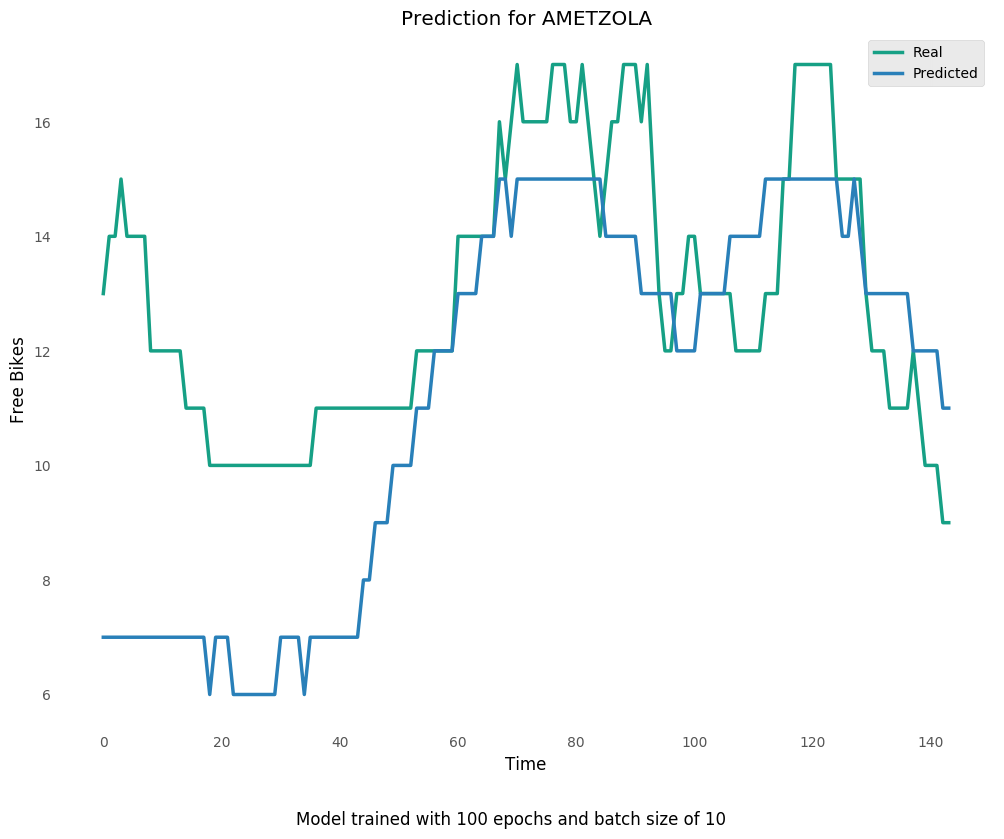 Prediction for AMETZOLA
Real
Predicted
16
14
12
10
8
6
Free Bikes
0 20 40 60 80 100 120 140
Time
Model trained with 100 epochs and batch size of 10